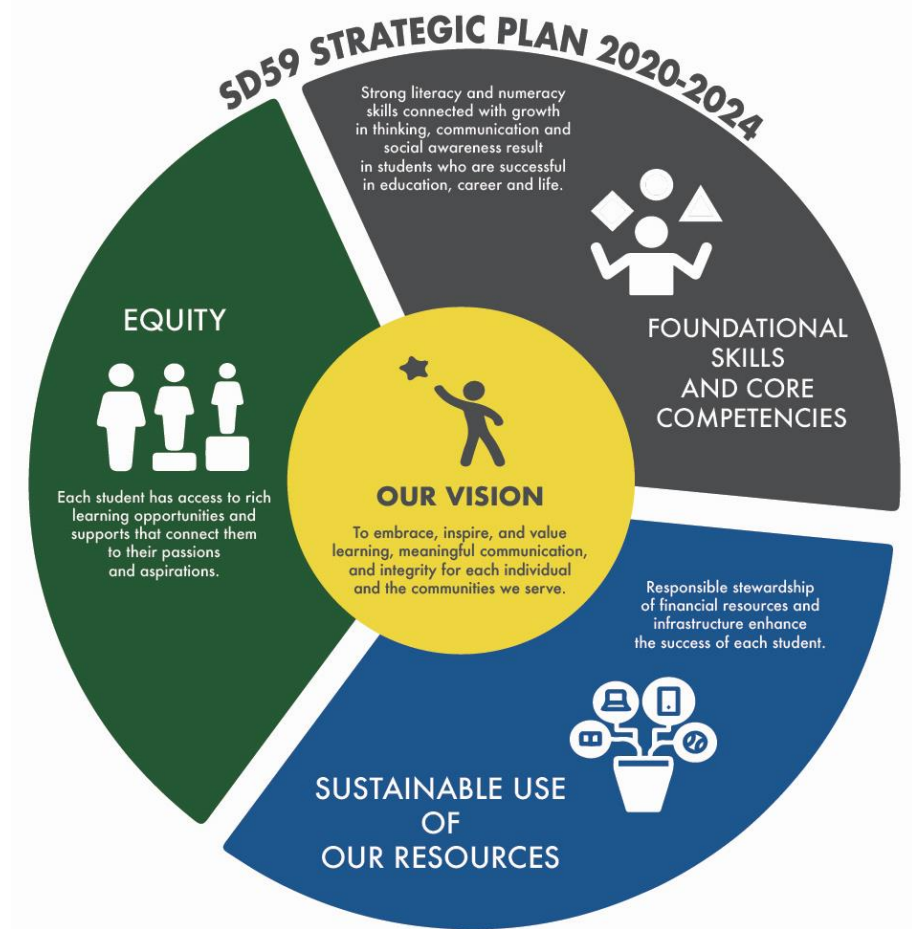 SD59 STRATEGIC PLAN 2020-2024
Strong literacy and numeracy
skills connected with growth
in thinking, communication and
social awareness result
in students who are successful
in education, career and life.
FOUNDATIONAL
SKILLS
AND CORE
COMPETENCIES
EQUITY
Each student has access to rich
learning opportunities and
supports that connect them
to their passions
and aspirations.
OUR VISION
To embrace, inspire, and value
learning, meaningful communication,
and integrity for each individual
and the communities we serve.
Responsible stewardship
of financial resources and
infrastructure enhance
the success of each student.
SUSTAINABLE USE
OF
OUR RESOURCES